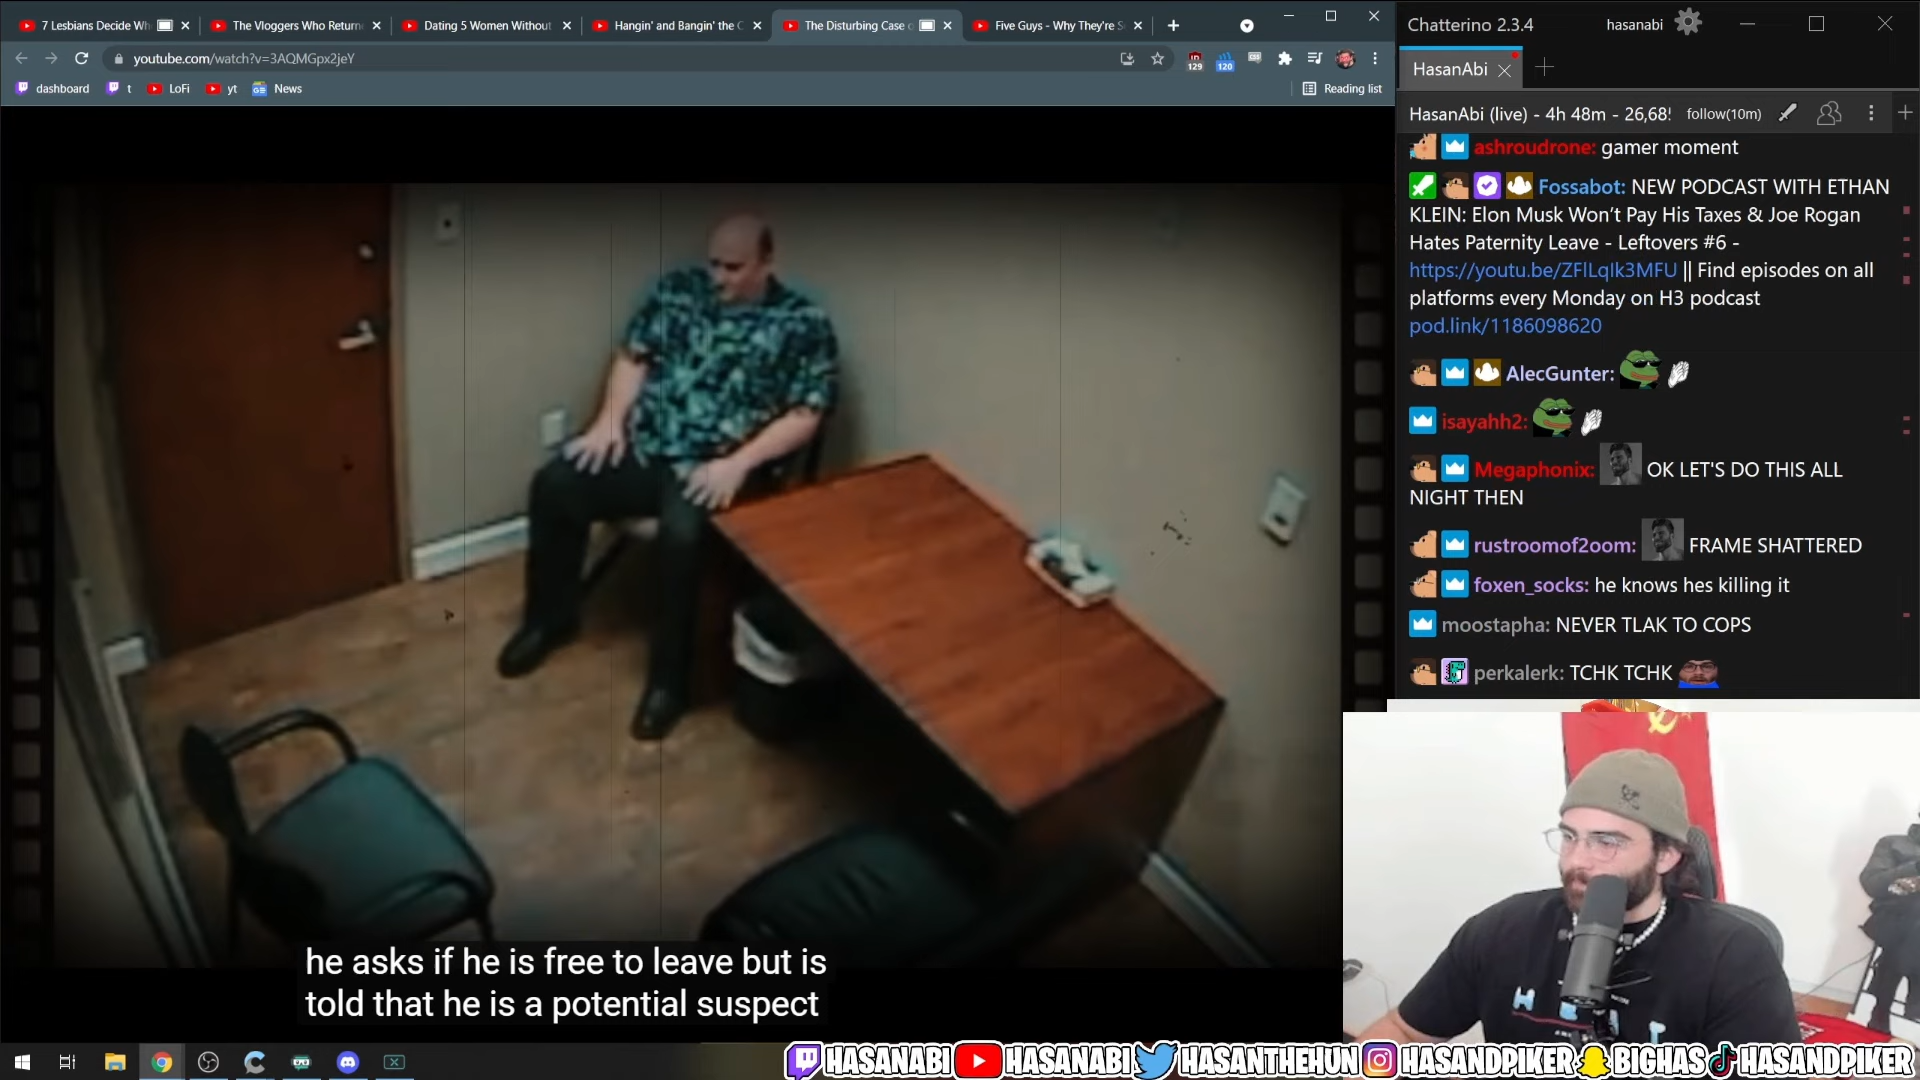 7 Lesbians Decide Wh
The Vloggers Who Return
Dating 5 Women Without
Hangin' and Bangin' the C
The Disturbing Case o
Five Guys - Why They're S
youtube.com/watch?v=3AQMGpx2jeY
129
120
dashboard
t
LoFi
yt
News
Reading list
he asks if he is free to leave but is
told that he is a potential suspect
Chatterino 2.3.4
hasanabi
HasanAbi
HasanAbi (live) - 4h 48m - 26,68
follow(10m)
ashroudrone: gamer moment
Fossabot: NEW PODCAST WITH ETHAN
KLEIN: Elon Musk Won't Pay His Taxes & Joe Rogan
Hates Paternity Leave - Leftovers #6 -
https://youtu.be/ZFlLqIk3MFU || Find episodes on all
platforms every Monday on H3 podcast
pod.link/1186098620
AlecGunter:
isayahh2:
Megaphonix: OK LET'S DO THIS ALL
NIGHT THEN
rustroomof2oom: FRAME SHATTERED
foxen_socks: he knows hes killing it
moostapha: NEVER TLAK TO COPS
perkalerk: TCHK TCHK
HASANABI HASANABI HASANTHEHUN HASANDPIKER BIGHAS HASANDPIKER